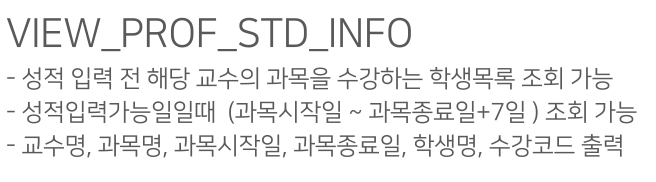 VIEW_PROF_STD_INFO
- 성적 입력 전 해당 교수의 과목을 수강하는 학생목록 조회 가능
- 성적입력가능일일때 (과목시작일 ~ 과목종료일+7일 ) 조회 가능
- 교수명, 과목명, 과목시작일, 과목종료일, 학생명, 수강코드 출력